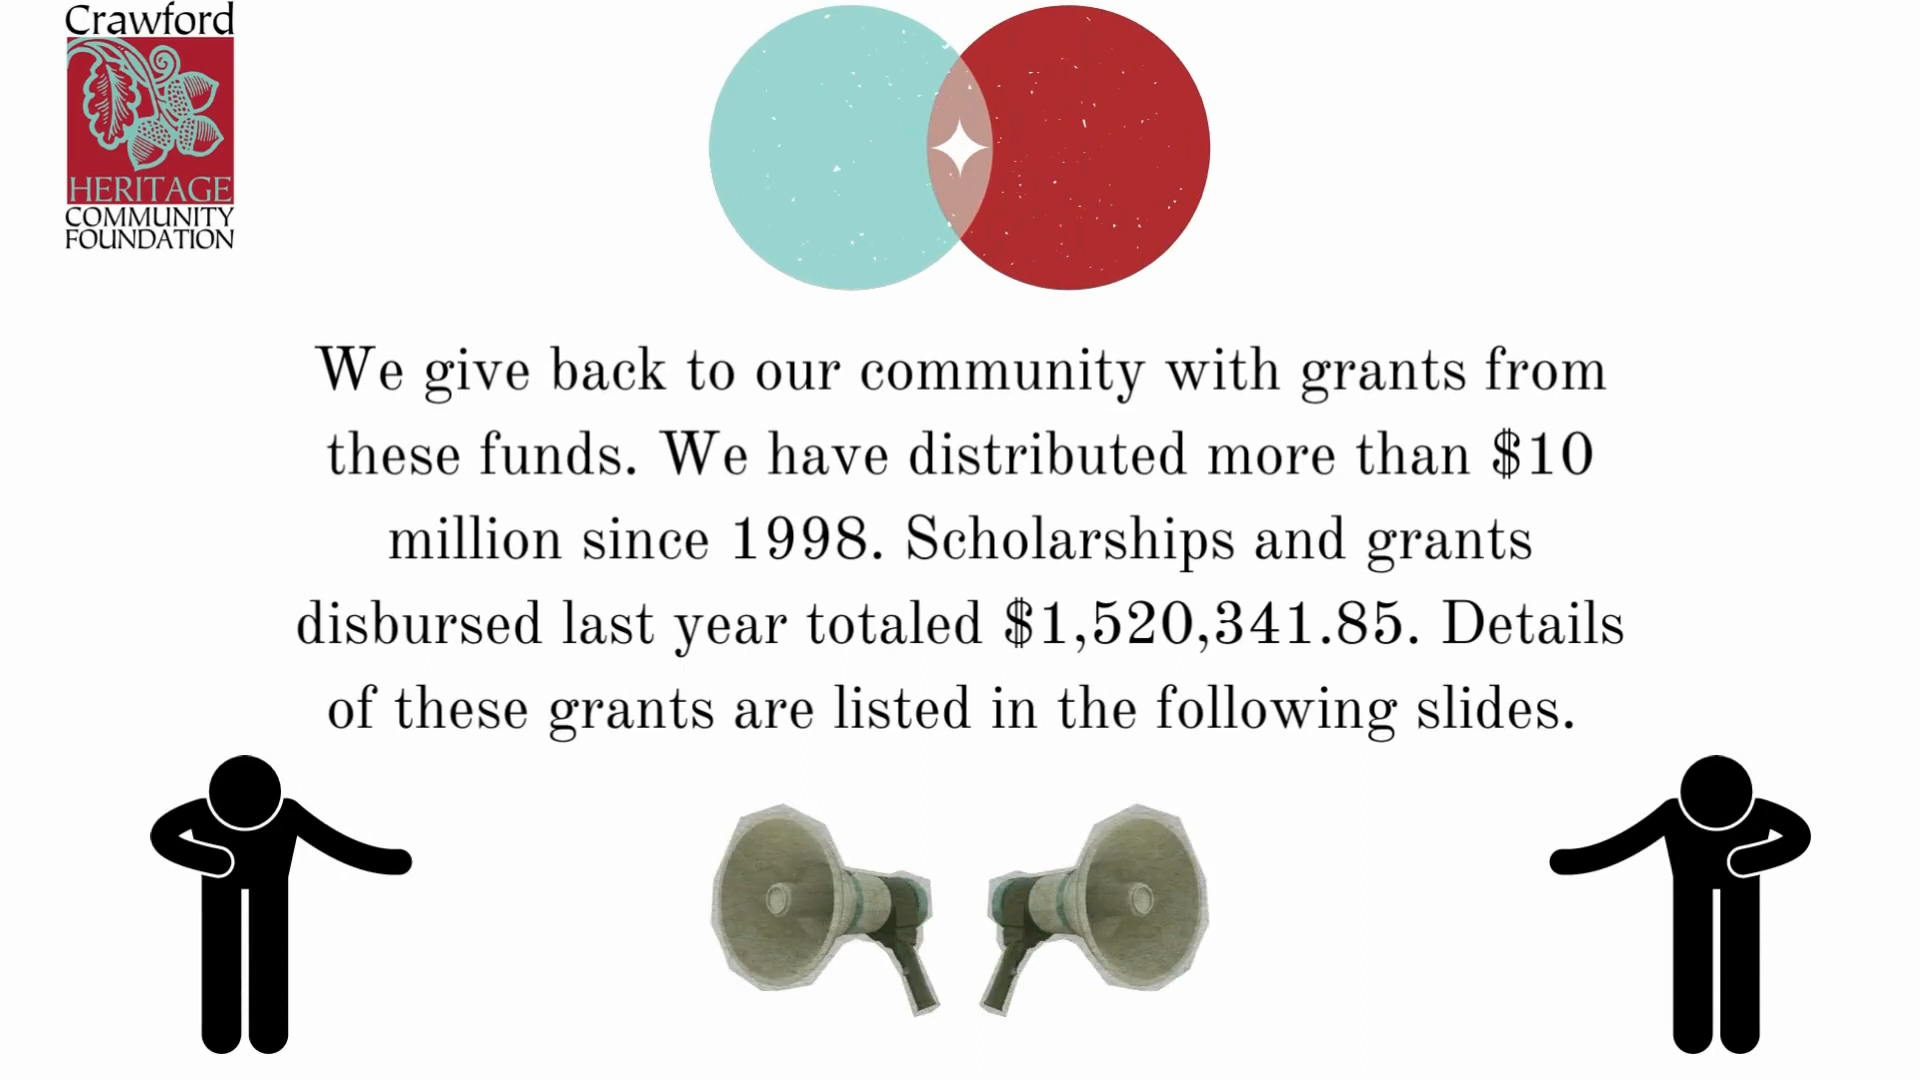 Crawford
HERITAGE
COMMUNITY
FOUNDATION
We give back to our community with grants from
these funds. We have distributed more than $10
million since 1998. Scholarships and grants
disbursed last year totaled $1,520,341.85. Details
of these grants are listed in the following slides.